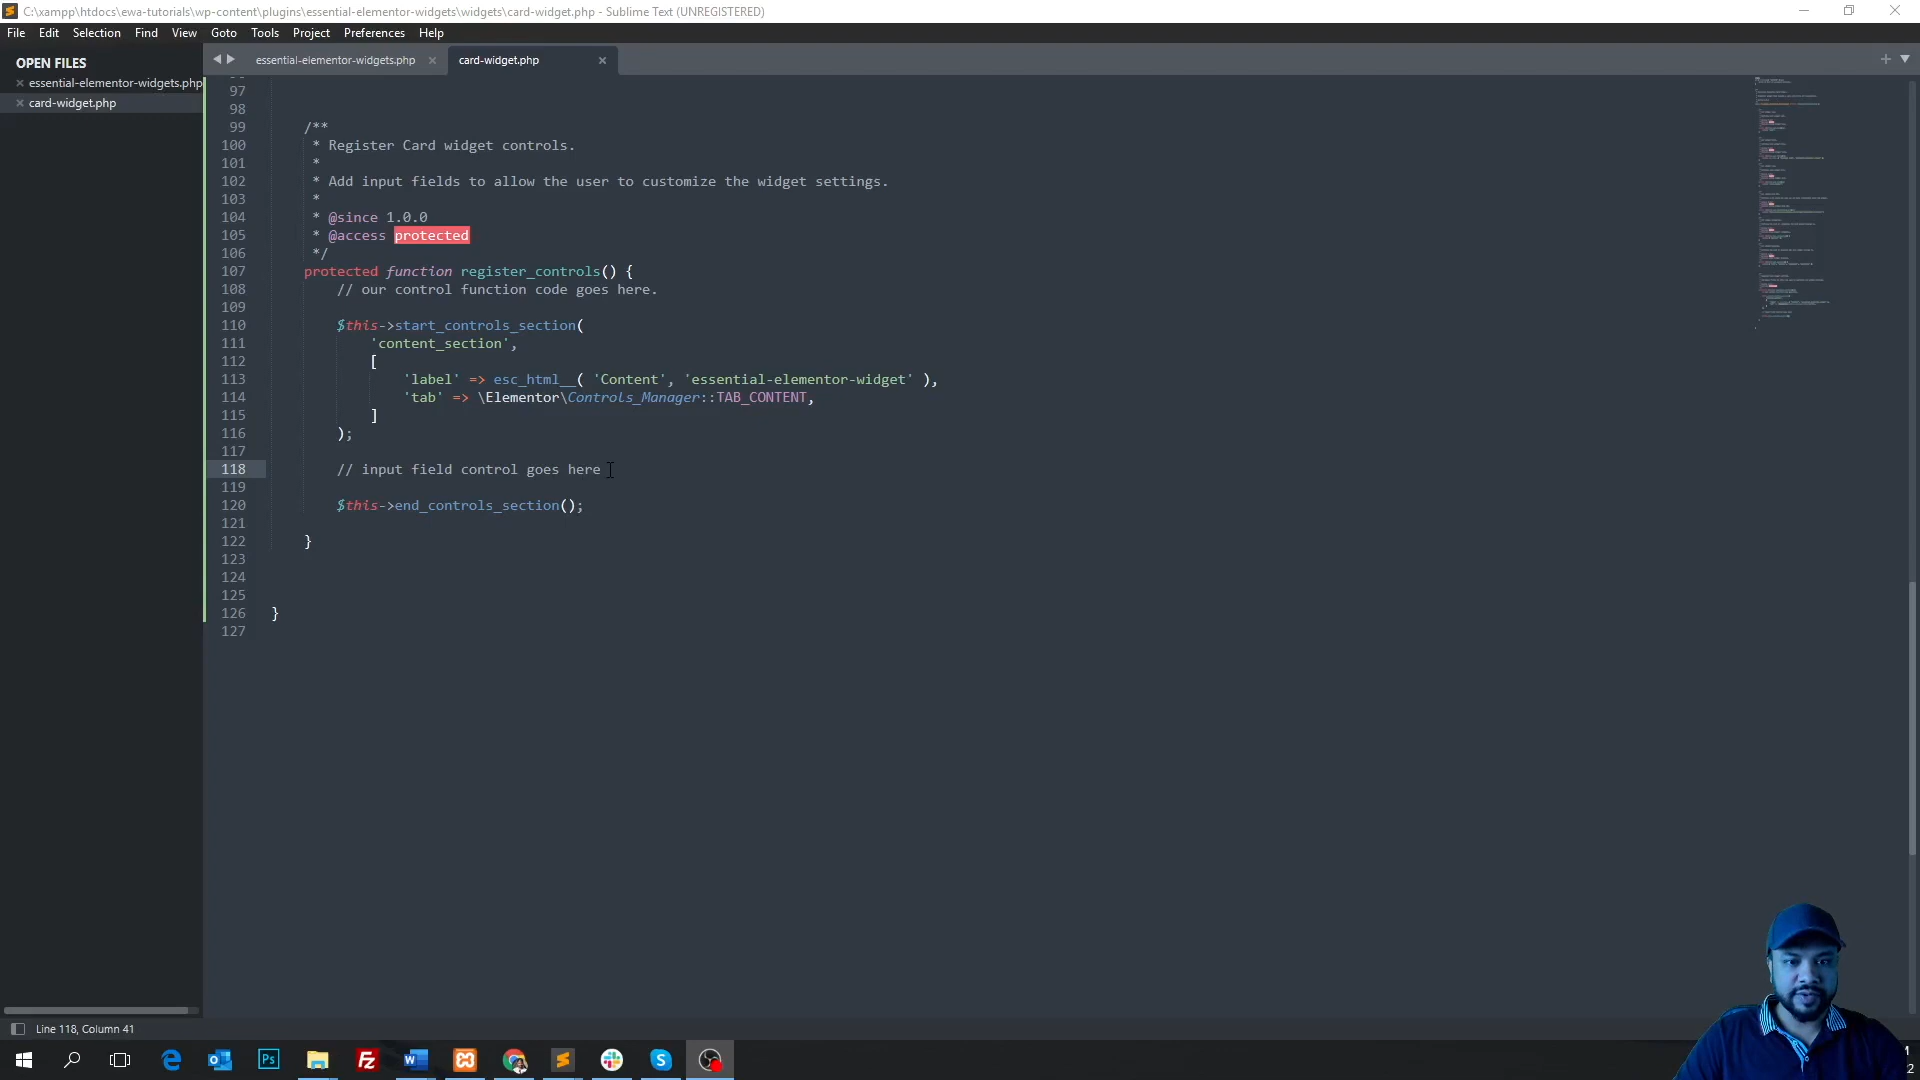 C:\xampp\htdocs\ewa-tutorials\wp-content\plugins\essential-elementor-widgets\widgets\card-widget.php - Sublime Text (UNREGISTERED)
File Edit Selection Find View Goto Tools Project Preferences Help
OPEN FILES
essential-elementor-widgets.php
card-widget.php
essential-elementor-widgets.php card-widget.php
97
98
99 /**
100 * Register Card widget controls.
101 *
102 * Add input fields to allow the user to customize the widget settings.
103 *
104 * @since 1.0.0
105 * @access protected
106 */
107 protected function register_controls() {
108 // our control function code goes here.
109
110 $this->start_controls_section(
111 'content_section',
112 [
113 'label' => esc_html__( 'Content', 'essential-elementor-widget' ),
114 'tab' => \Elementor\Controls_Manager::TAB_CONTENT,
115 ]
116 );
117
118 // input field control goes here
119
120 $this->end_controls_section();
121
122 }
123
124
125
126 }
127
Line 118, Column 41